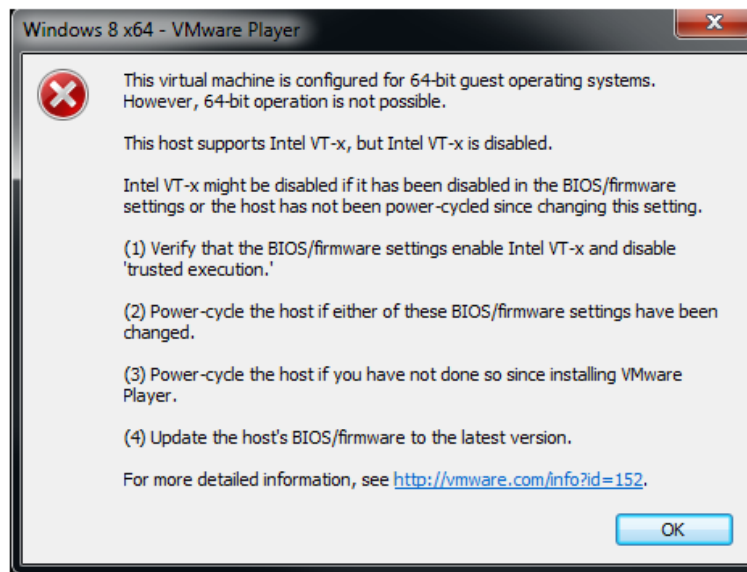 Windows 8 x64 - VMware Player
This virtual machine is configured for 64-bit guest operating systems.
However, 64-bit operation is not possible.
This host supports Intel VT-x, but Intel VT-x is disabled.
Intel VT-x might be disabled if it has been disabled in the BIOS/firmware
settings or the host has not been power-cycled since changing this setting.
(1) Verify that the BIOS/firmware settings enable Intel VT-x and disable
'trusted execution.'
(2) Power-cycle the host if either of these BIOS/firmware settings have been
changed.
(3) Power-cycle the host if you have not done so since installing VMware
Player.
(4) Update the host's BIOS/firmware to the latest version.
For more detailed information, see http://vmware.com/info?id=152.
OK